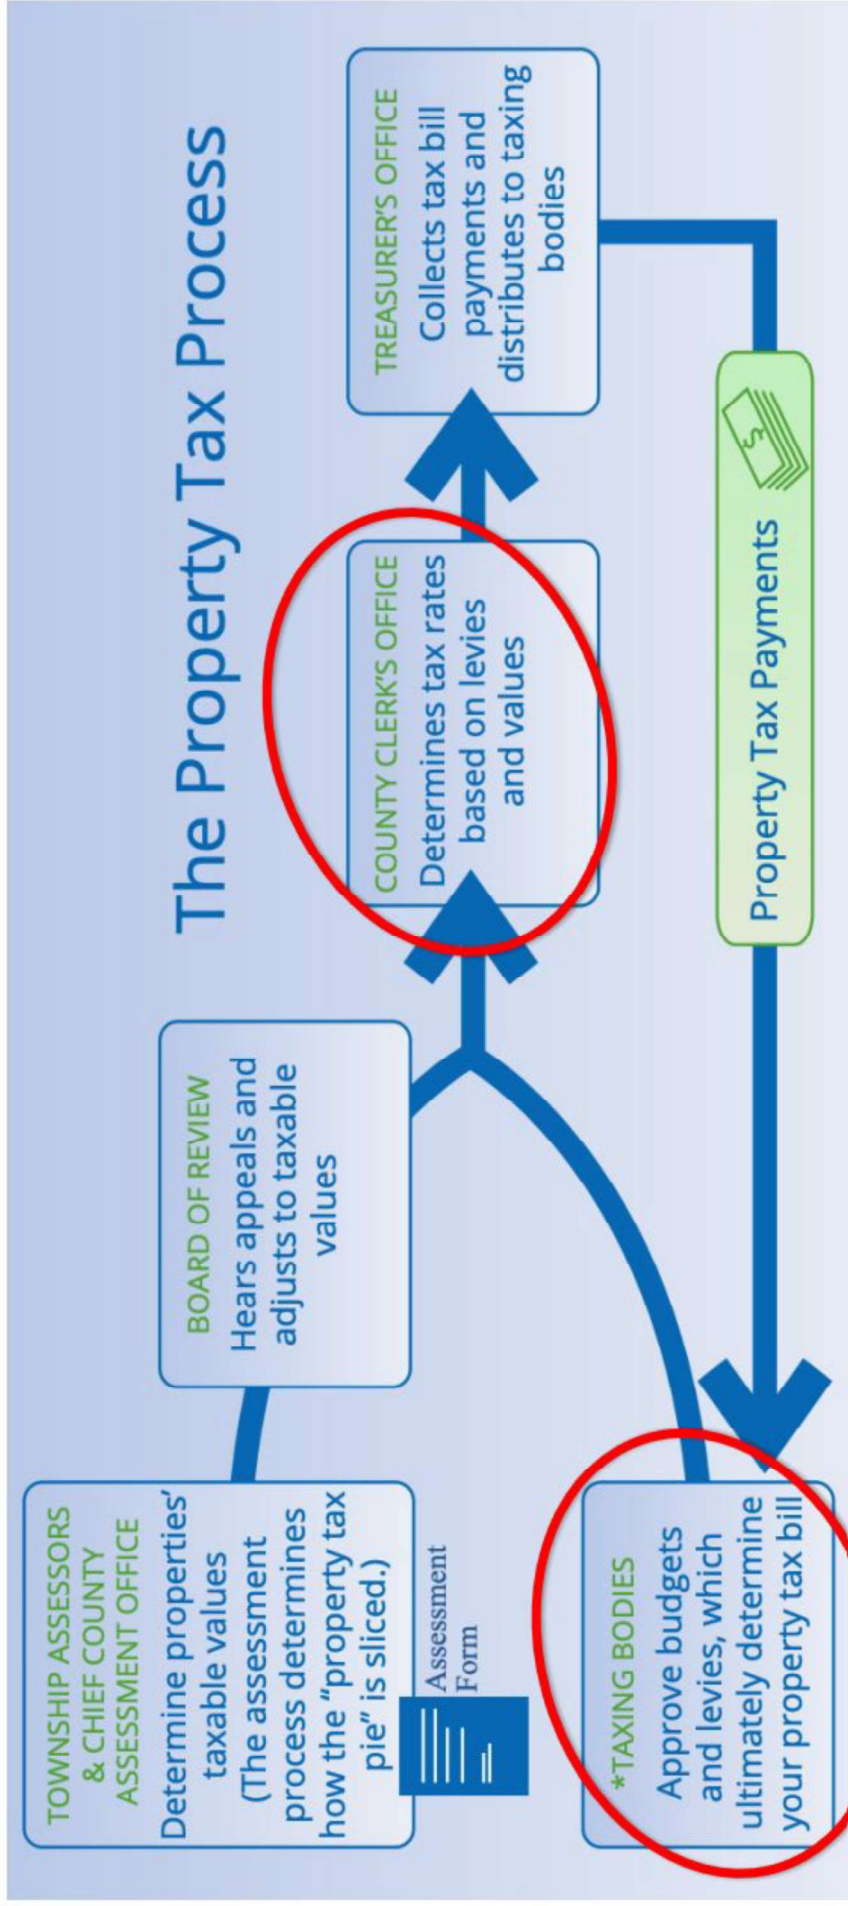 The Property Tax Process
TOWNSHIP ASSESSORS
& CHIEF COUNTY
ASSESSMENT OFFICE
Determine properties'
taxable values
(The assessment
process determines
how the “property tax
pie” is sliced.)
Assessment
Form
BOARD OF REVIEW
Hears appeals and
adjusts to taxable
values
*TAXING BODIES
Approve budgets
and levies, which
ultimately determine
your property tax bill
COUNTY CLERK'S OFFICE
Determines tax rates
based on levies
and values
TREASURER'S OFFICE
Collects tax bill
payments and
distributes to taxing
bodies
Property Tax Payments
$